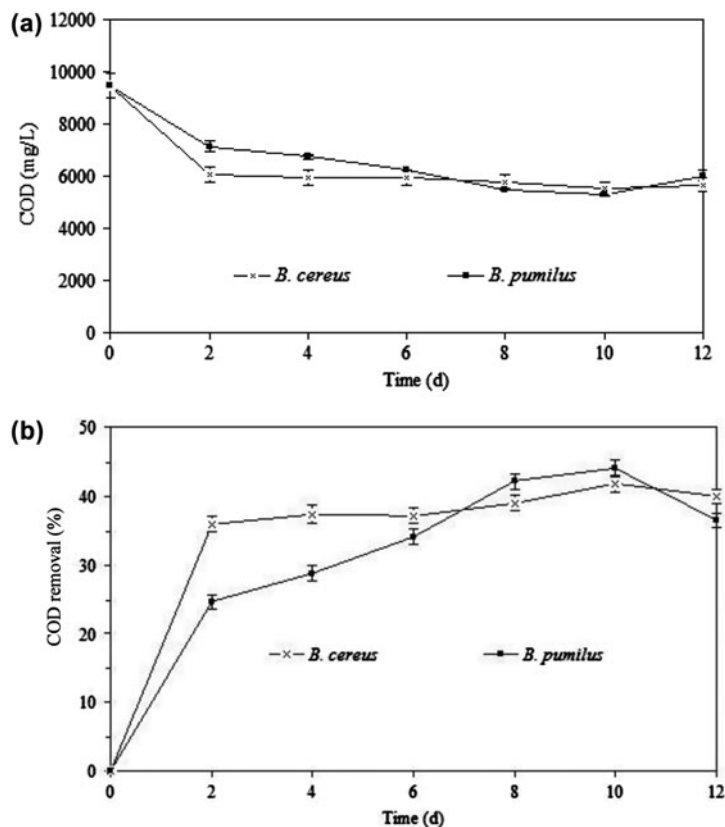 (a)
12000
10000
8000
6000
4000
2000
0
COD (mg/L)
B. cereus
B. pumilus
0 2 4 6 8 10 12
Time (d)
(b)
50
40
30
20
10
0
COD removal (%)
B. cereus
B. pumilus
0 2 4 6 8 10 12
Time (d)